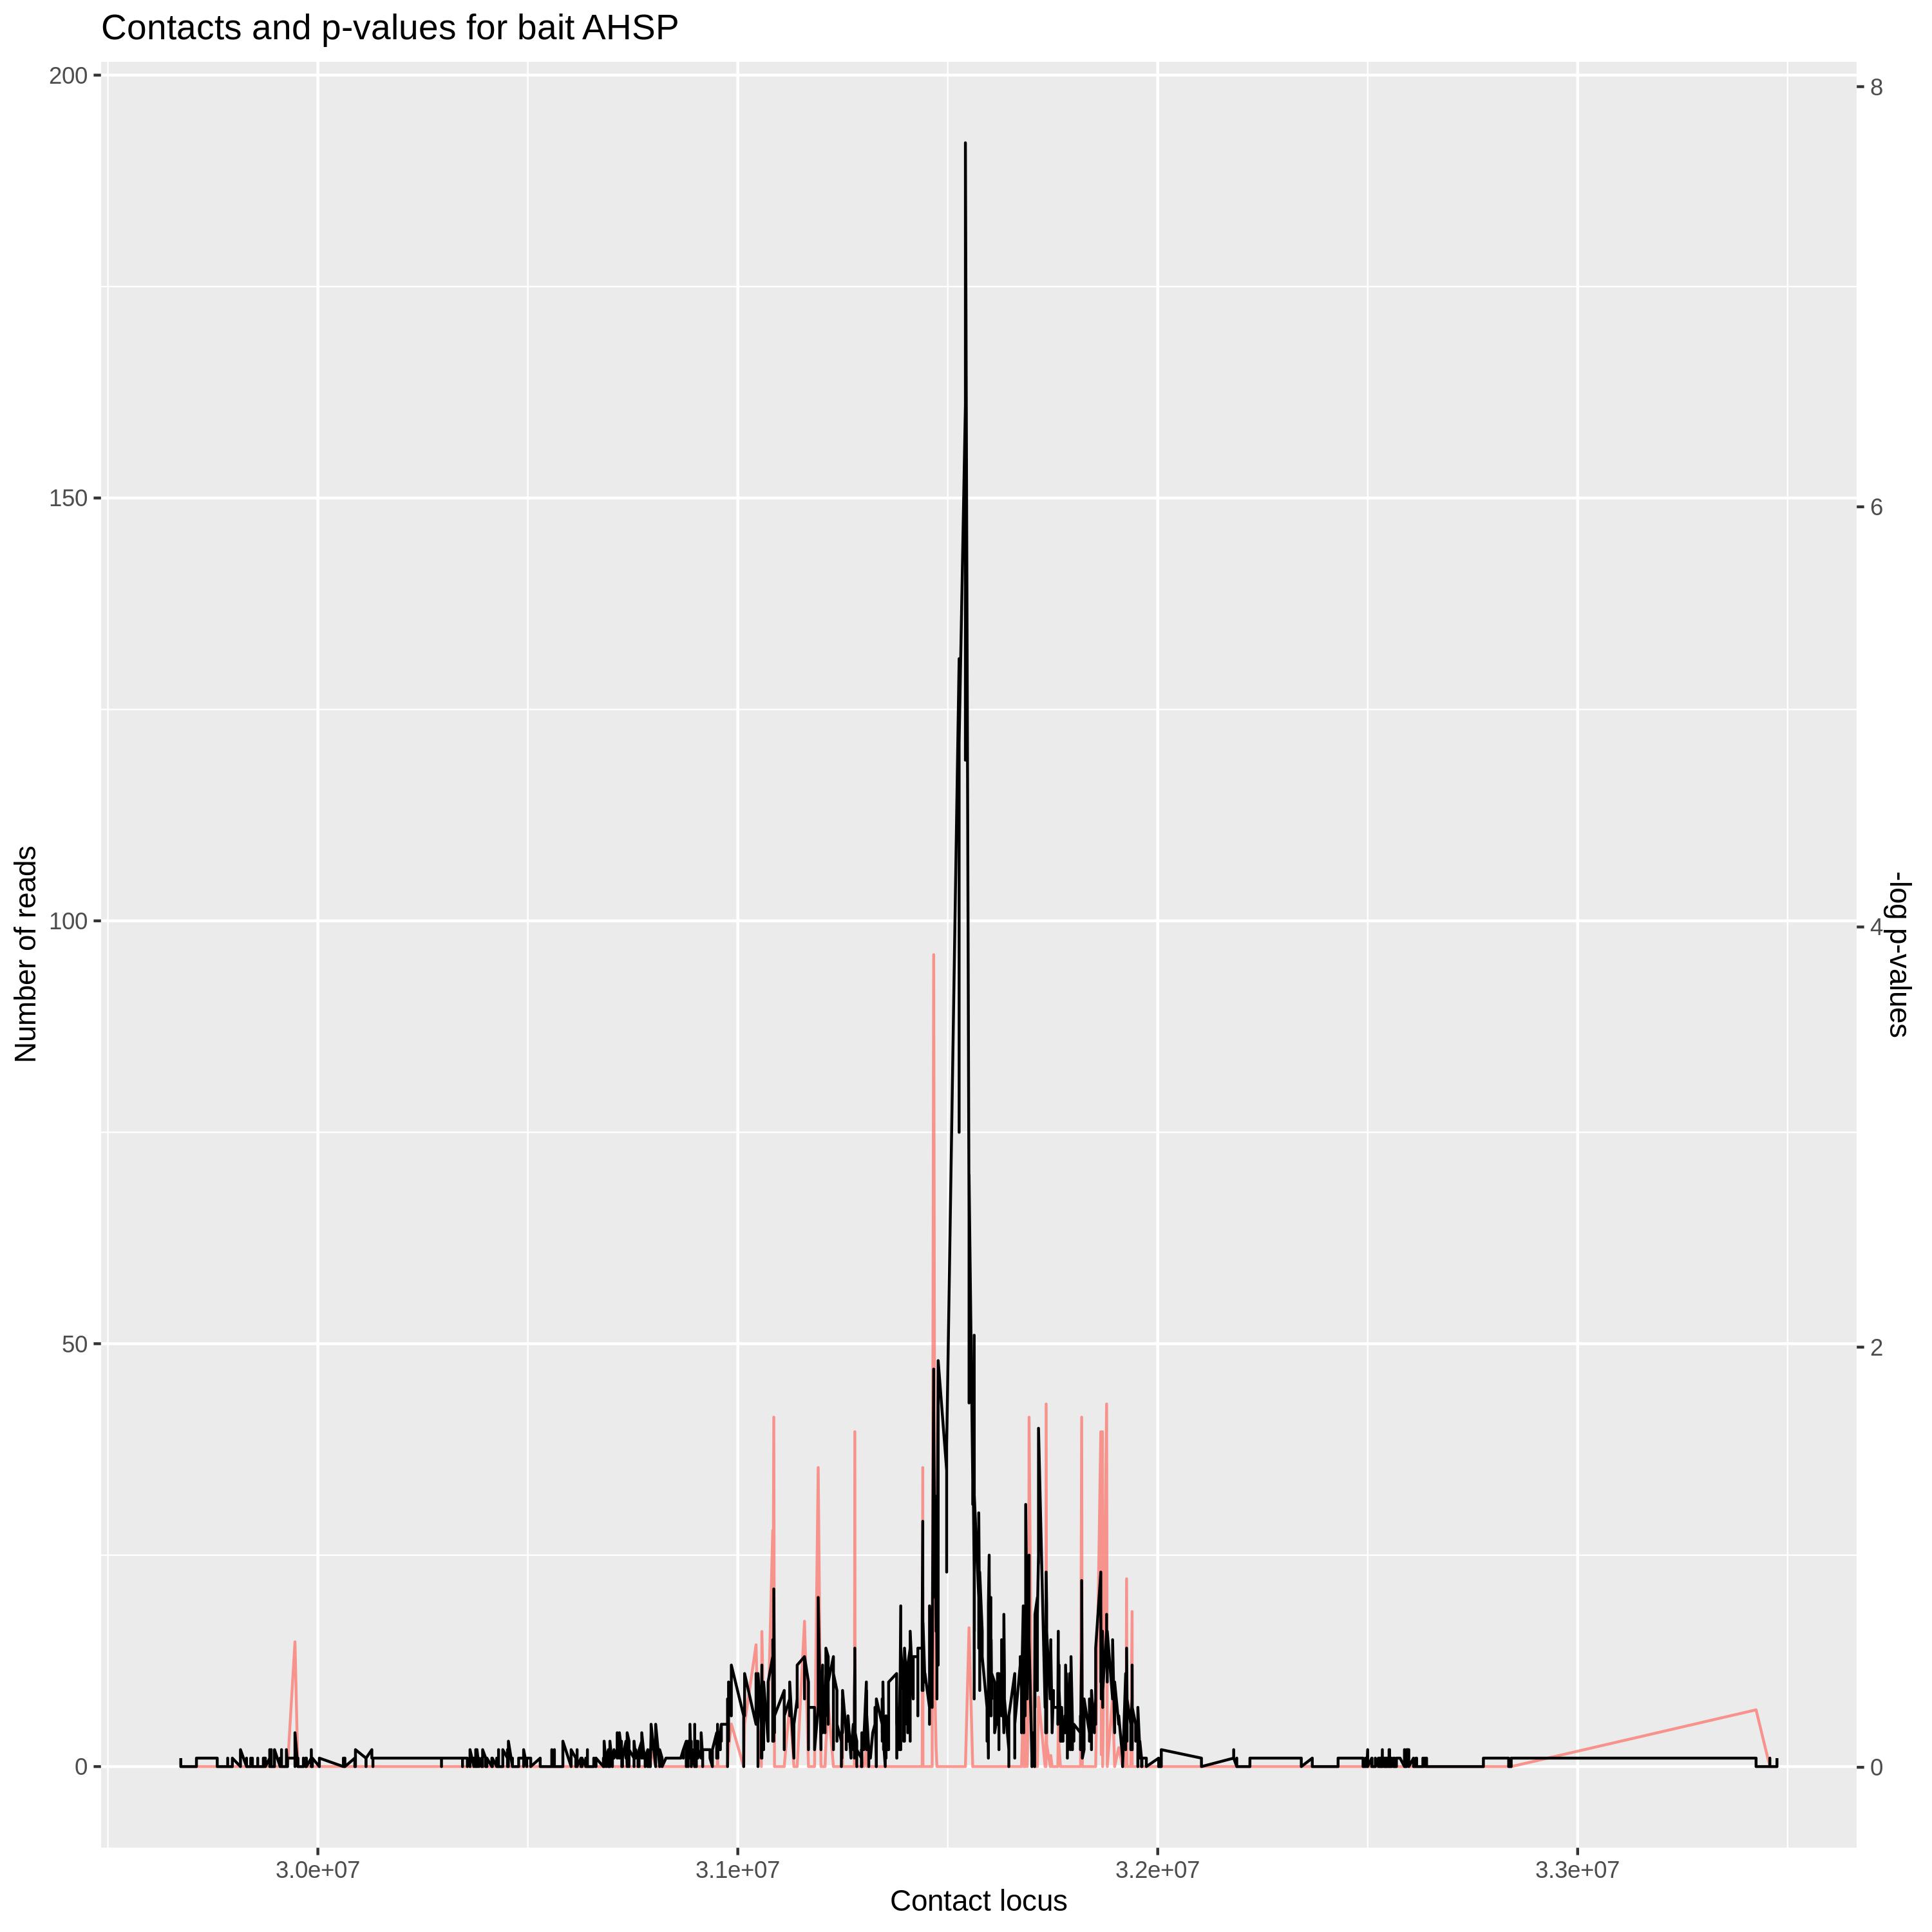 Contacts and p-values for bait AHSP
200
150
100
50
0
Number of reads
8
6
4
2
0
-log p-values
3.0e+07
3.1e+07
3.2e+07
3.3e+07
Contact locus